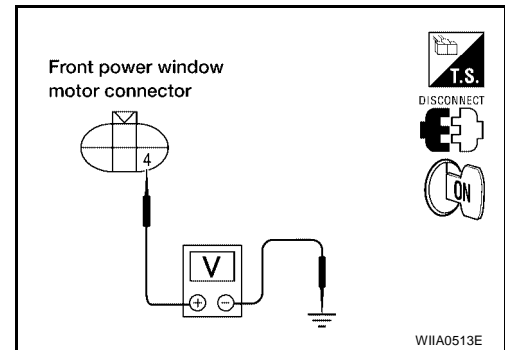 Front power window
motor connector
T.S.
DISCONNECT
4
ON
V
+ −
WIIA0513E